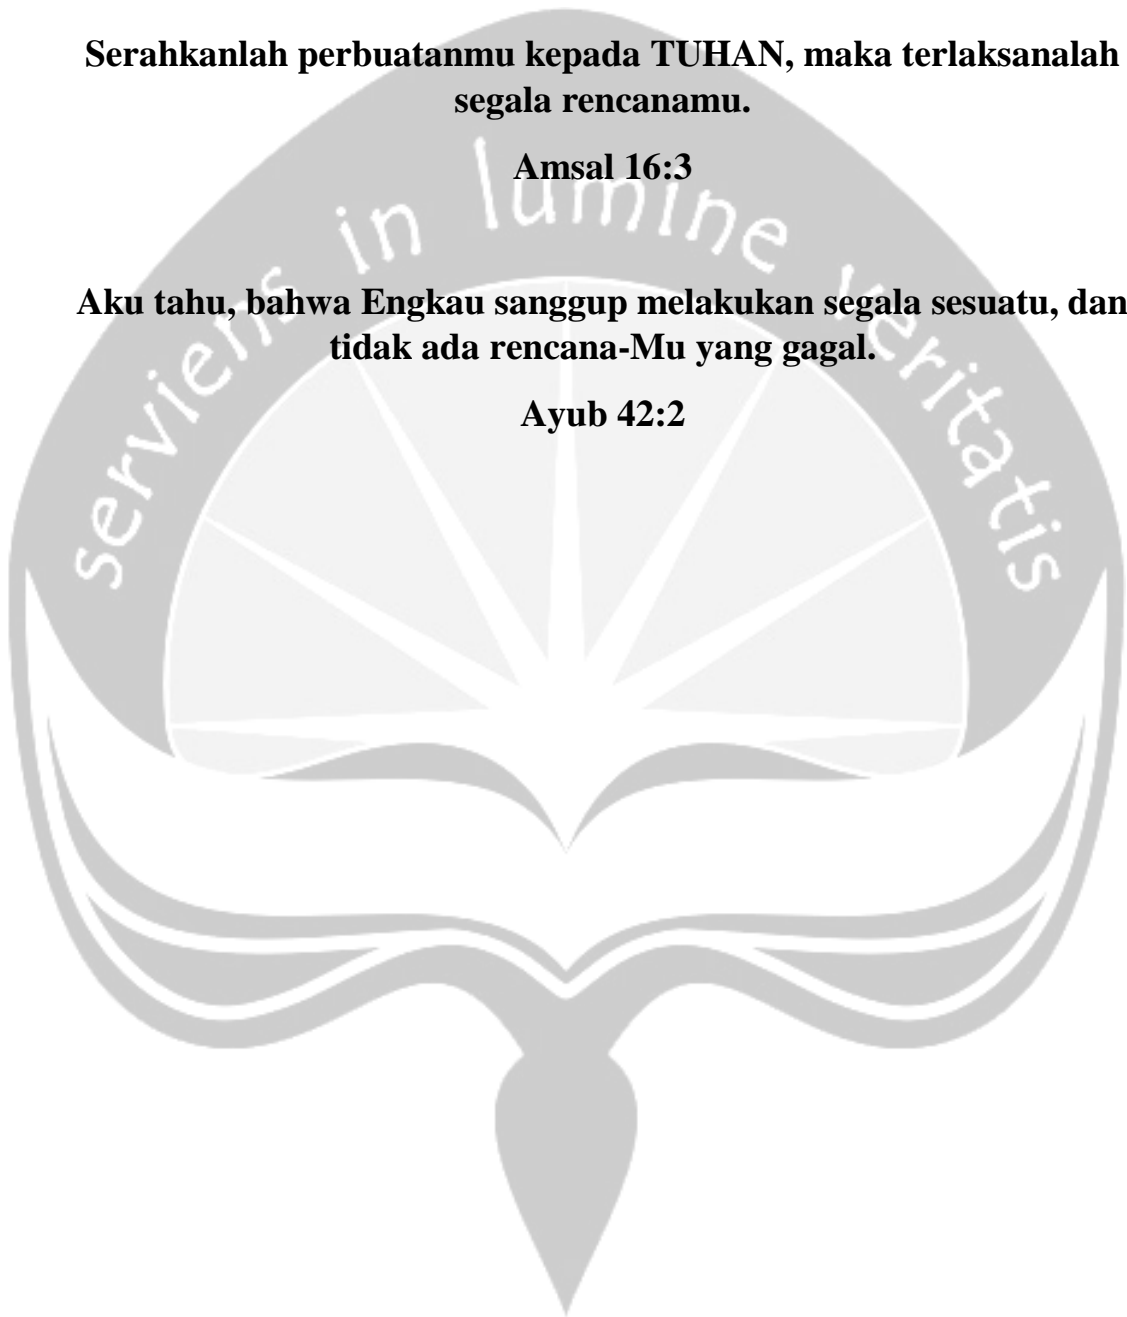 Serahkanlah perbuatanmu kepada TUHAN, maka terlaksanalah
segala rencanamu.
Amsal 16:3
serviens in lumine veritatis
Aku tahu, bahwa Engkau sanggup melakukan segala sesuatu, dan
tidak ada rencana-Mu yang gagal.
Ayub 42:2